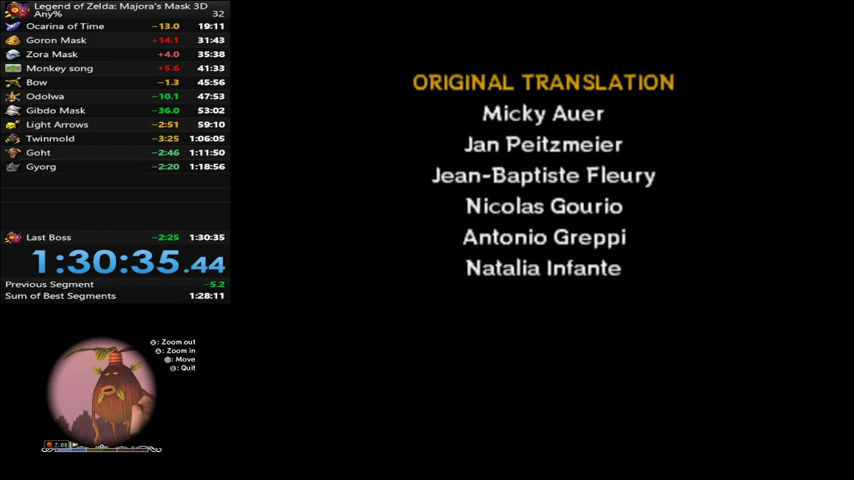 Legend of Zelda: Majora's Mask 3D
Any% 32
Ocarina of Time −13.0 19:11
Goron Mask +14.1 31:43
Zora Mask +4.0 35:38
Monkey song +5.6 41:33
Bow −1.3 45:56
Odolwa −10.1 47:53
Gibdo Mask −36.0 53:02
Light Arrows −2:51 59:10
Twinmold −3:25 1:06:05
Goht −2:46 1:11:50
Gyorg −2:20 1:18:56
Last Boss −2:25 1:30:35
1:30:35.44
Previous Segment −5.2
Sum of Best Segments 1:28:11
ORIGINAL TRANSLATION
Micky Auer
Jan Peitzmeier
Jean-Baptiste Fleury
Nicolas Gourio
Antonio Greppi
Natalia Infante
: Zoom out
: Zoom in
: Move
: Quit